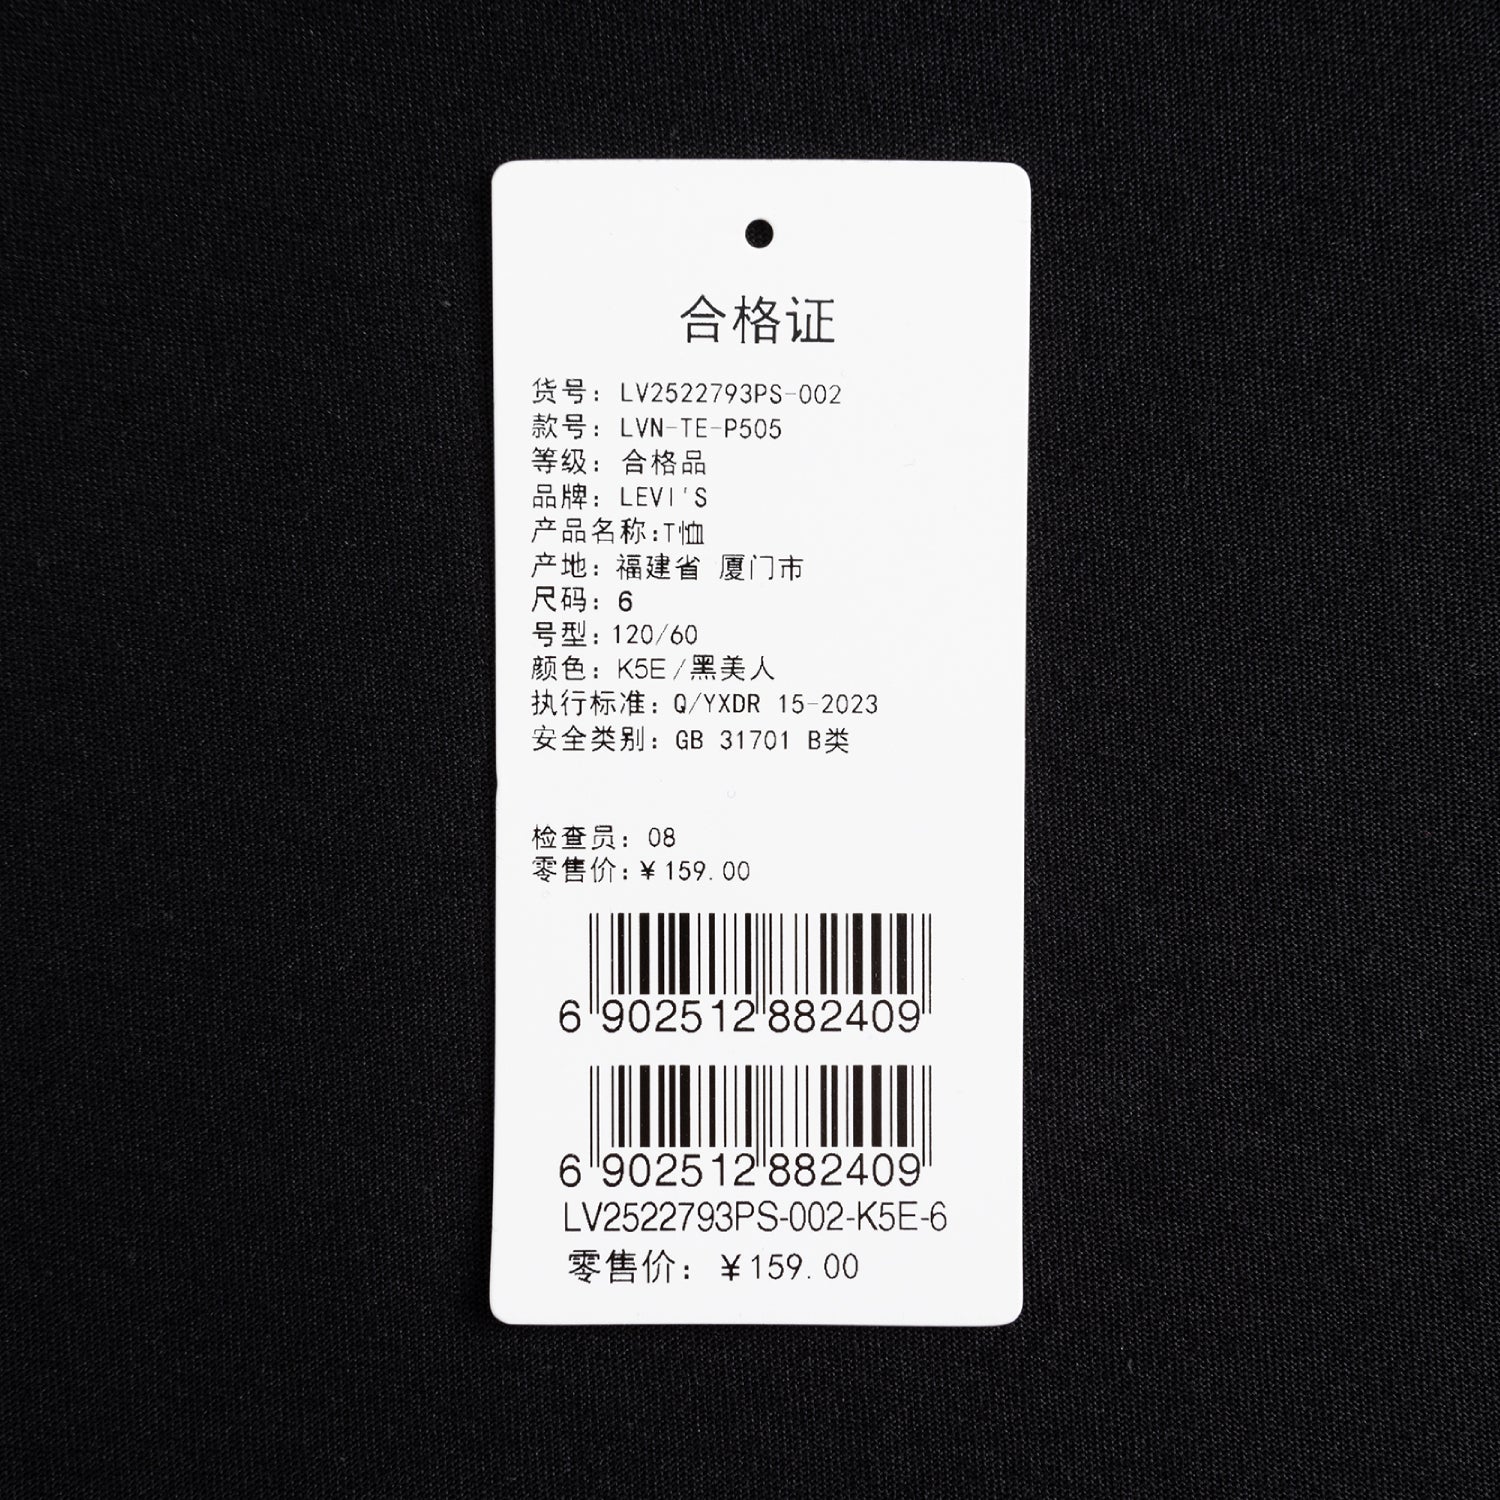 合格证
货号: LV2522793PS-002
款号: LVN-TE-P505
等级: 合格品
品牌: LEVI'S
产品名称:T恤
产地: 福建省 厦门市
尺码: 6
号型: 120/60
颜色: K5E/黑美人
执行标准: Q/YXDR 15-2023
安全类别: GB 31701 B类
检查员: 08
零售价: ¥159.00
6 902512 882409
6 902512 882409
LV2522793PS-002-K5E-6
零售价: ¥159.00